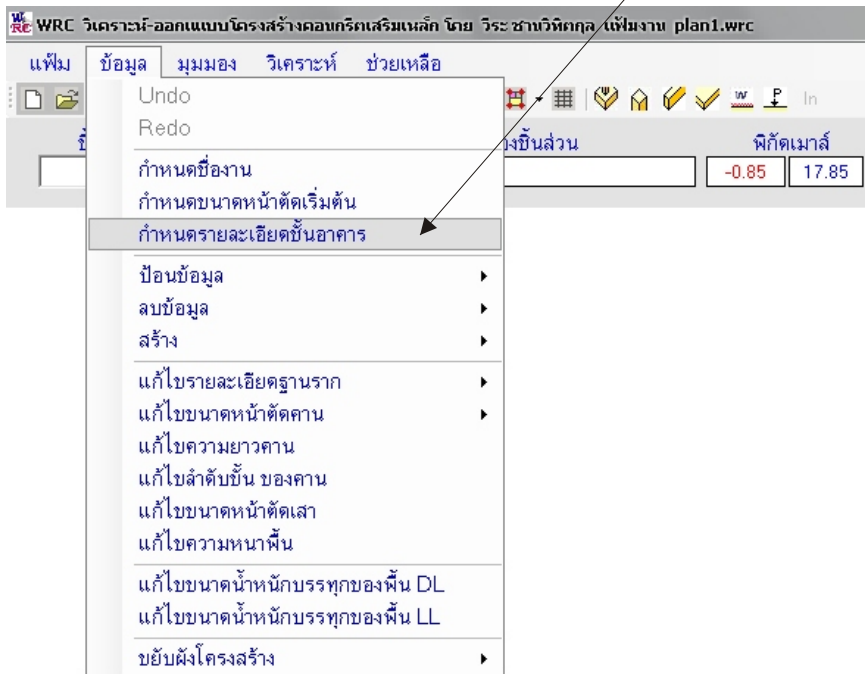 WRC วิเคราะห์-ออกแบบโครงสร้างคอนกรีตเสริมเหล็ก โดย วีระ ชาญวิทิตกุล แฟ้มงาน plan1.wrc
แฟ้ม ข้อมูล มุมมอง วิเคราะห์ ช่วยเหลือ
Undo
In
Redo
องชิ้นส่วน พิกัดเมาส์
-0.85 17.85
กำหนดชื่องาน
กำหนดขนาดหน้าตัดเริ่มต้น
กำหนดรายละเอียดชั้นอาคาร
ป้อนข้อมูล
ลบข้อมูล
สร้าง
แก้ไขรายละเอียดฐานราก
แก้ไขขนาดหน้าตัดคาน
แก้ไขความยาวคาน
แก้ไขลำดับชั้น ของคาน
แก้ไขขนาดหน้าตัดเสา
แก้ไขความหนาพื้น
แก้ไขขนาดน้ำหนักบรรทุกของพื้น DL
แก้ไขขนาดน้ำหนักบรรทุกของพื้น LL
ขยับผังโครงสร้าง